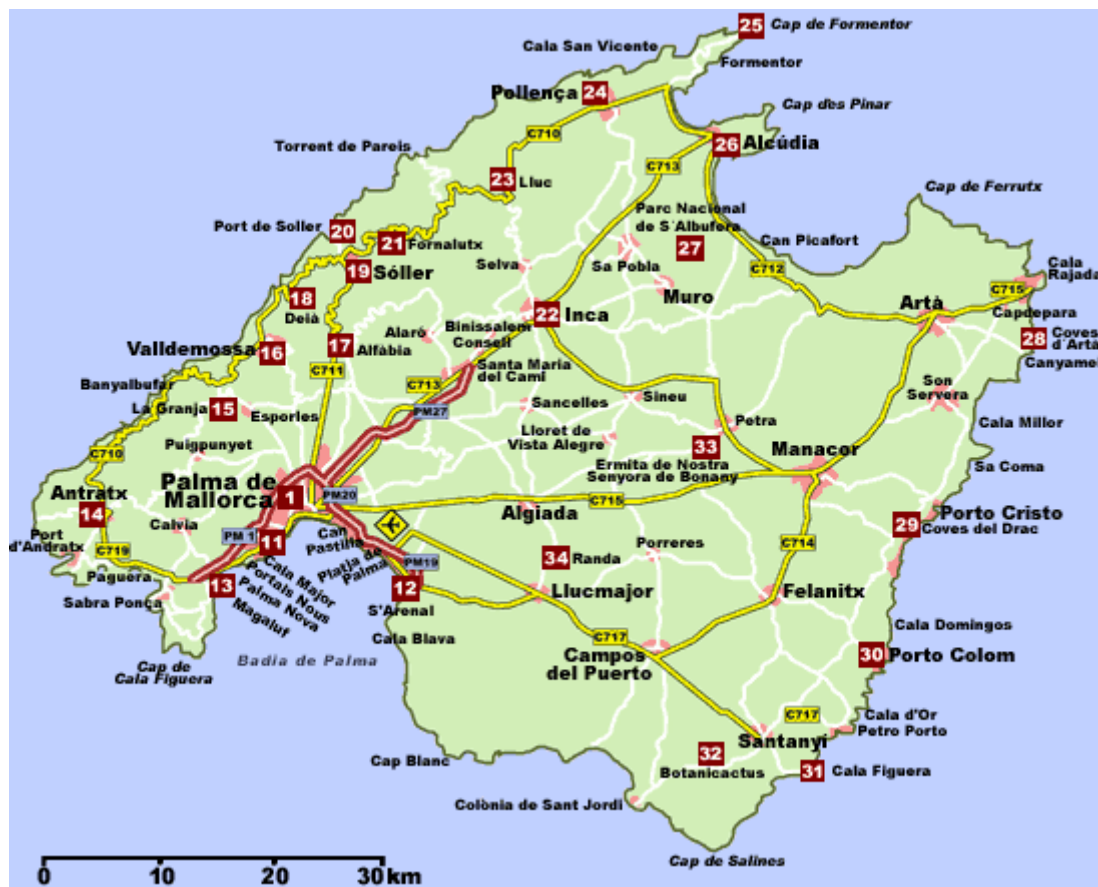 25
Cap de Formentor
Cala San Vicente
Formentor
Pollença
24
Cap des Pinar
C710
26
Alcúdia
Torrent de Pareis
C713
23
Lluc
Cap de Ferrutx
Parc Nacional
de S´Albufera
27
Port de Soller
20
21
Fornalutx
Can Picafort
Sa Pobla
Selva
19
Sóller
C712
Cala
Rajada
Muro
C715
18
Deià
Artà
Capdepara
22
Inca
Binissalem
Consell
Alaró
28
Coves
d´Artà
Canyamel
Valldemossa
16
17
Alfàbia
Santa Maria
del Camí
C711
C713
Banyalbufar
PM27
Son
Servera
La Granja
15
Esporles
Sancelles
Sineu
Petra
Cala Millor
Puigpunyet
Lloret de
Vista Alegre
33
Ermita de Nostra
Senyora de Bonany
Manacor
C710
Sa Coma
Palma de
Mallorca
1
PM20
C715
Antratx
14
Calvia
Algiada
Porto Cristo
29
Coves del Drac
Port
d'Andratx
PM 1
11
Can
Pastilla
Platja de
Palma
C714
C719
34
Randa
Porreres
PM19
Paguera
13
Cala Major
Portals Nous
Palma Nova
Magaluf
12
S'Arenal
Llucmajor
Felanitx
Sabra Ponça
Cala Blava
C717
Cala Domingos
Cap de
Cala Figuera
Badia de Palma
Campos
del Puerto
30
Porto Colom
C717
Cala d'Or
Petro Porto
Santanyi
Cap Blanc
32
Botanicactus
31
Cala Figuera
Colònia de Sant Jordi
Cap de Salines
0
10
20
30 km